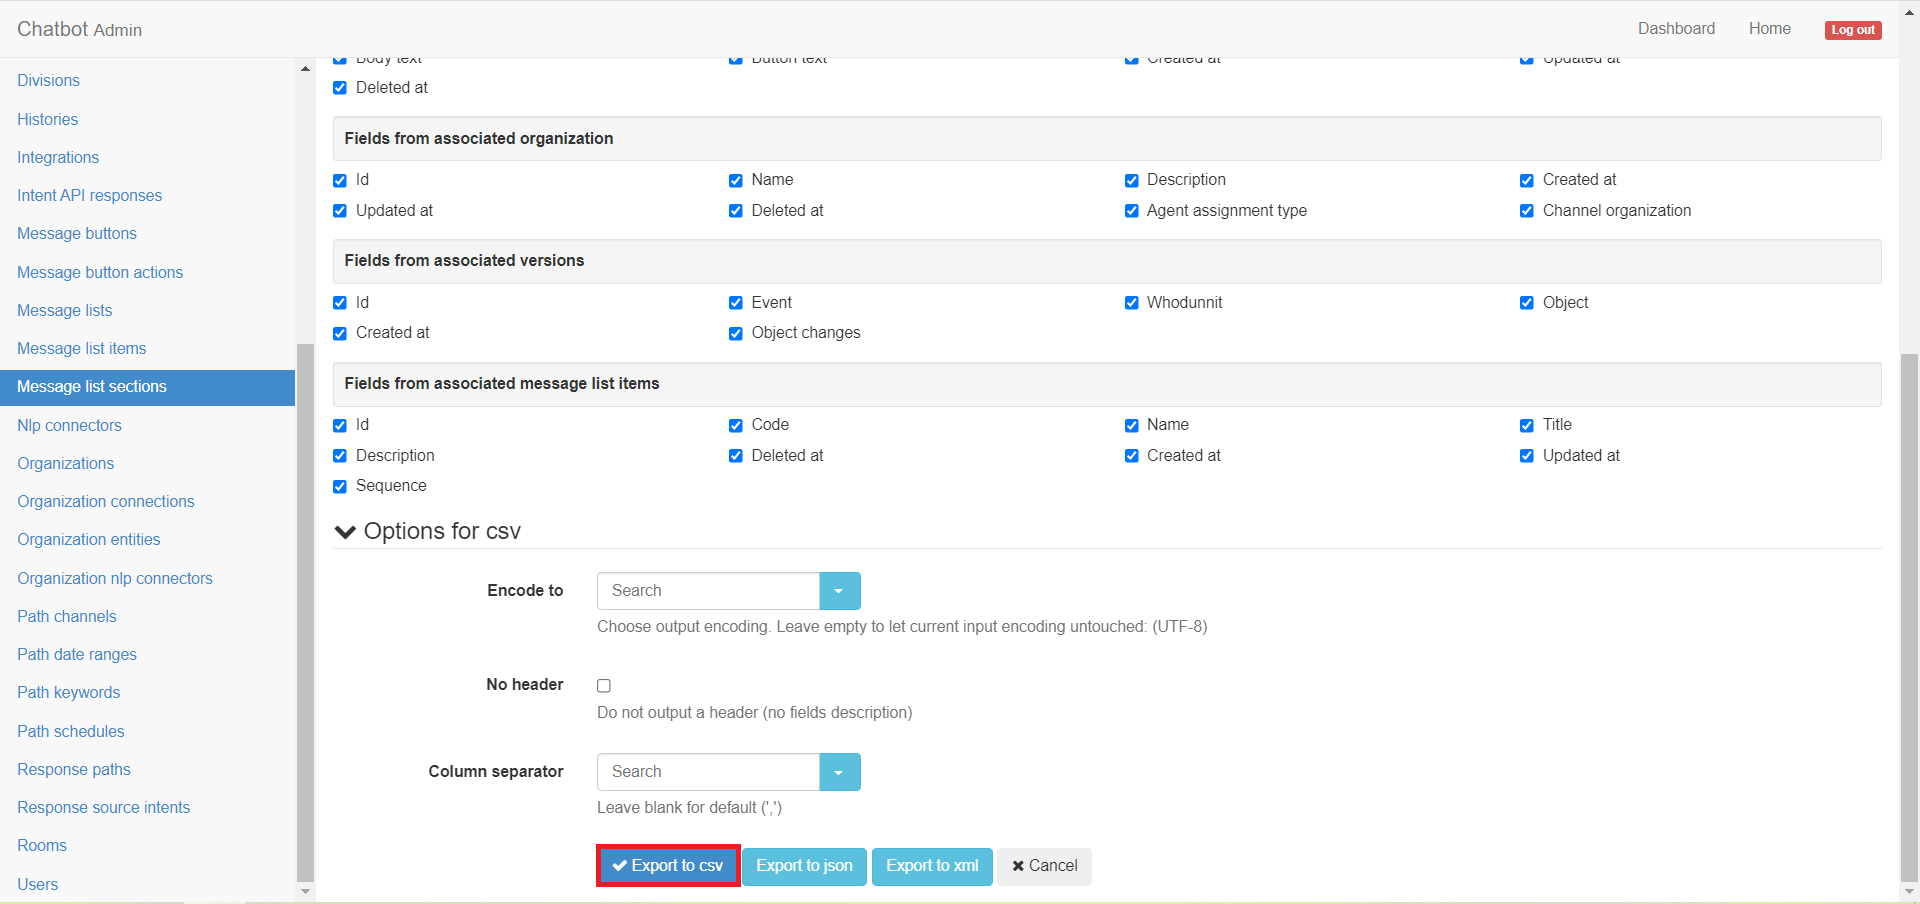 Chatbot Admin
Dashboard Home Log out
Divisions
Histories
Integrations
Intent API responses
Message buttons
Message button actions
Message lists
Message list items
Message list sections
Nlp connectors
Organizations
Organization connections
Organization entities
Organization nlp connectors
Path channels
Path date ranges
Path keywords
Path schedules
Response paths
Response source intents
Rooms
Users
Body text Button text Created at Updated at
Deleted at
Fields from associated organization
Id Name Description Created at
Updated at Deleted at Agent assignment type Channel organization
Fields from associated versions
Id Event Whodunnit Object
Created at Object changes
Fields from associated message list items
Id Code Name Title
Description Deleted at Created at Updated at
Sequence
Options for csv
Encode to Search
Choose output encoding. Leave empty to let current input encoding untouched: (UTF-8)
No header
Do not output a header (no fields description)
Column separator Search
Leave blank for default (',')
Export to csv Export to json Export to xml Cancel